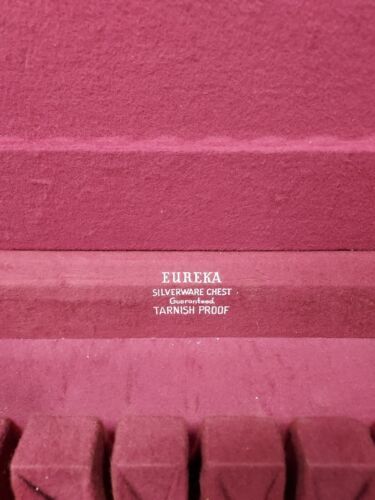 EUREKA
SILVERWARE CHEST
Guaranteed
TARNISH PROOF